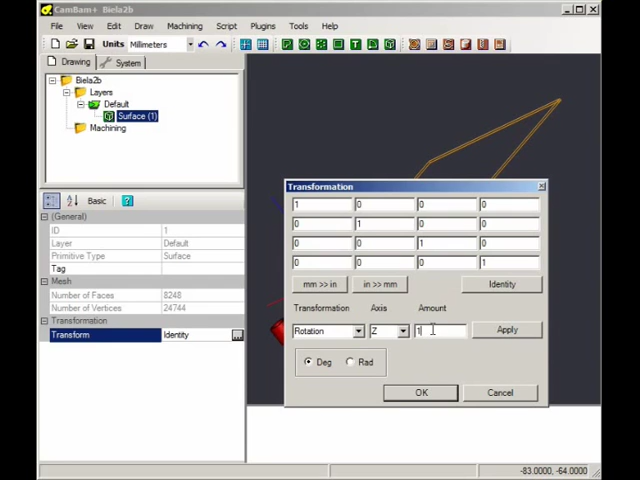 CamBam+ Biela2b
File View Edit Draw Machining Script Plugins Tools Help
Units Millimeters
Drawing System
Biela2b
Layers
Default
Surface (1)
Machining
Basic
(General)
ID 1
Layer Default
Primitive Type Surface
Tag
Mesh
Number of Faces 8248
Number of Vertices 24744
Transformation
Transform Identity ...
Transformation
1 0 0 0
0 1 0 0
0 0 1 0
0 0 0 1
mm >> in in >> mm Identity
Transformation Axis Amount
Rotation Z 1 Apply
Deg Rad
OK Cancel
-83.0000, -64.0000